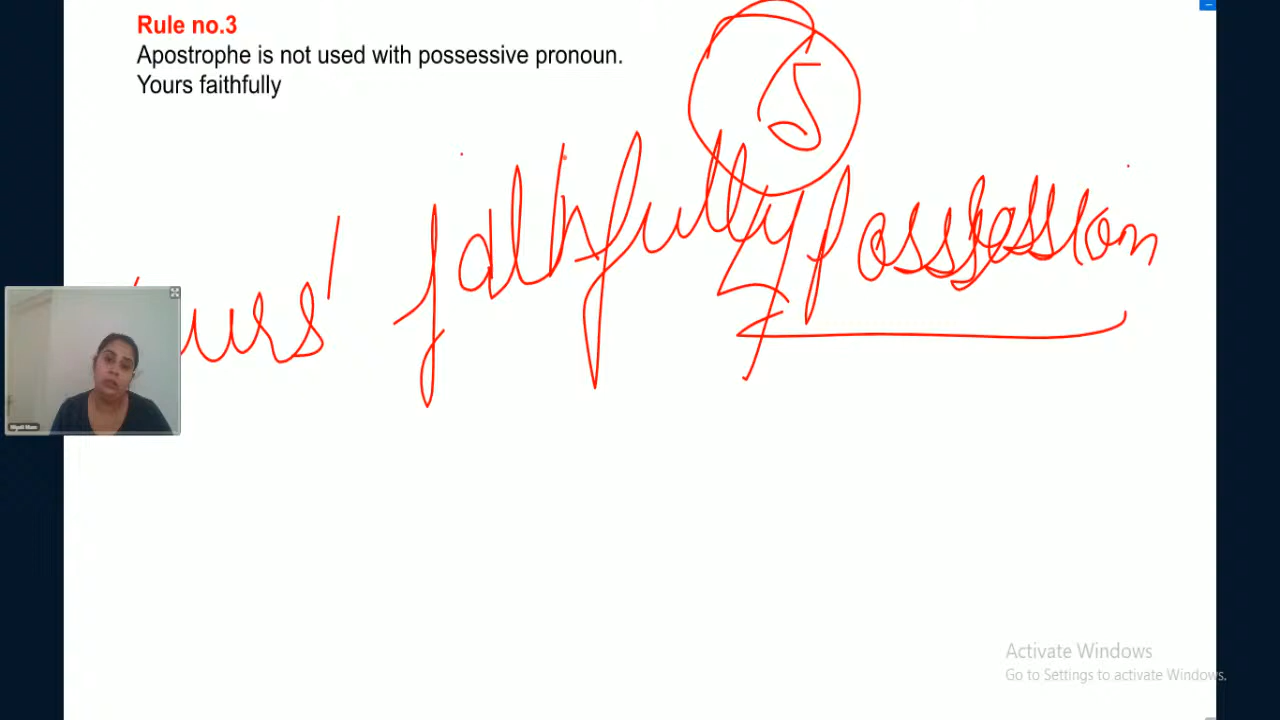 Rule no.3
Apostrophe is not used with possessive pronoun.
Yours faithfully
5
urs' faithfully possession
Activate Windows
Go to Settings to activate Windows.